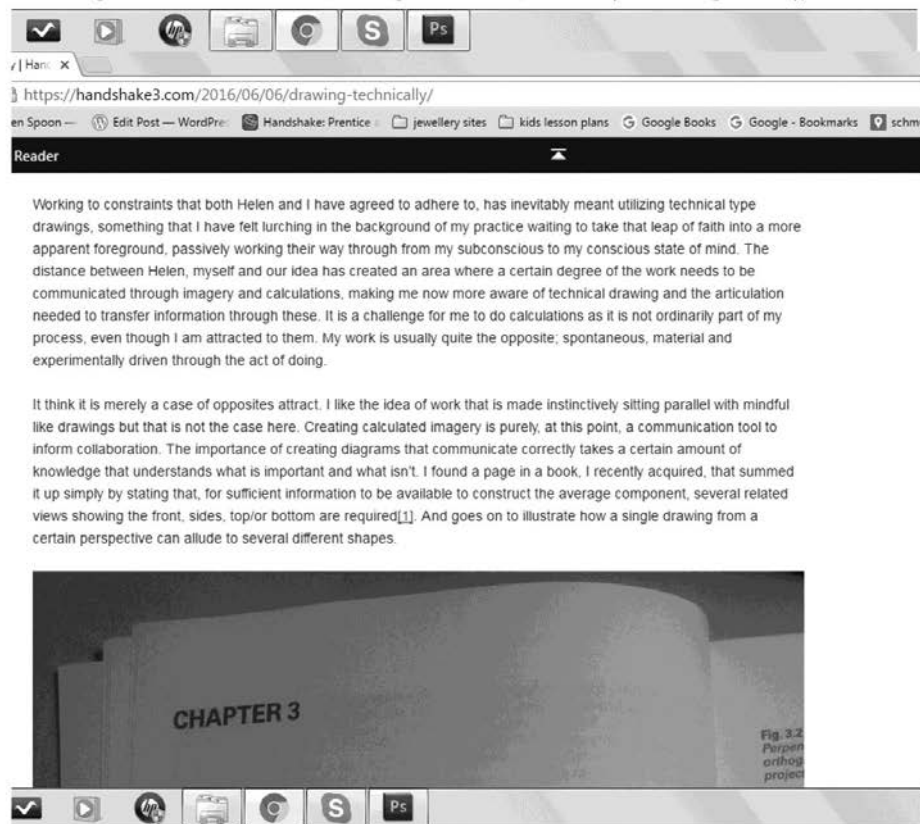 Ps
/ | Han
https://handshake3.com/2016/06/06/drawing-technically/
en Spoon — Edit Post — WordPre Handshake: Prentice jewellery sites kids lesson plans Google Books Google - Bookmarks schm
Reader
Working to constraints that both Helen and I have agreed to adhere to, has inevitably meant utilizing technical type
drawings, something that I have felt lurching in the background of my practice waiting to take that leap of faith into a more
apparent foreground, passively working their way through from my subconscious to my conscious state of mind. The
distance between Helen, myself and our idea has created an area where a certain degree of the work needs to be
communicated through imagery and calculations, making me now more aware of technical drawing and the articulation
needed to transfer information through these. It is a challenge for me to do calculations as it is not ordinarily part of my
process, even though I am attracted to them. My work is usually quite the opposite; spontaneous, material and
experimentally driven through the act of doing.
It think it is merely a case of opposites attract. I like the idea of work that is made instinctively sitting parallel with mindful
like drawings but that is not the case here. Creating calculated imagery is purely, at this point, a communication tool to
inform collaboration. The importance of creating diagrams that communicate correctly takes a certain amount of
knowledge that understands what is important and what isn't. I found a page in a book, I recently acquired, that summed
it up simply by stating that, for sufficient information to be available to construct the average component, several related
views showing the front, sides, top/or bottom are required[1]. And goes on to illustrate how a single drawing from a
certain perspective can allude to several different shapes.
CHAPTER 3
Fig. 3.2
Perpen
orthog
project
Ps